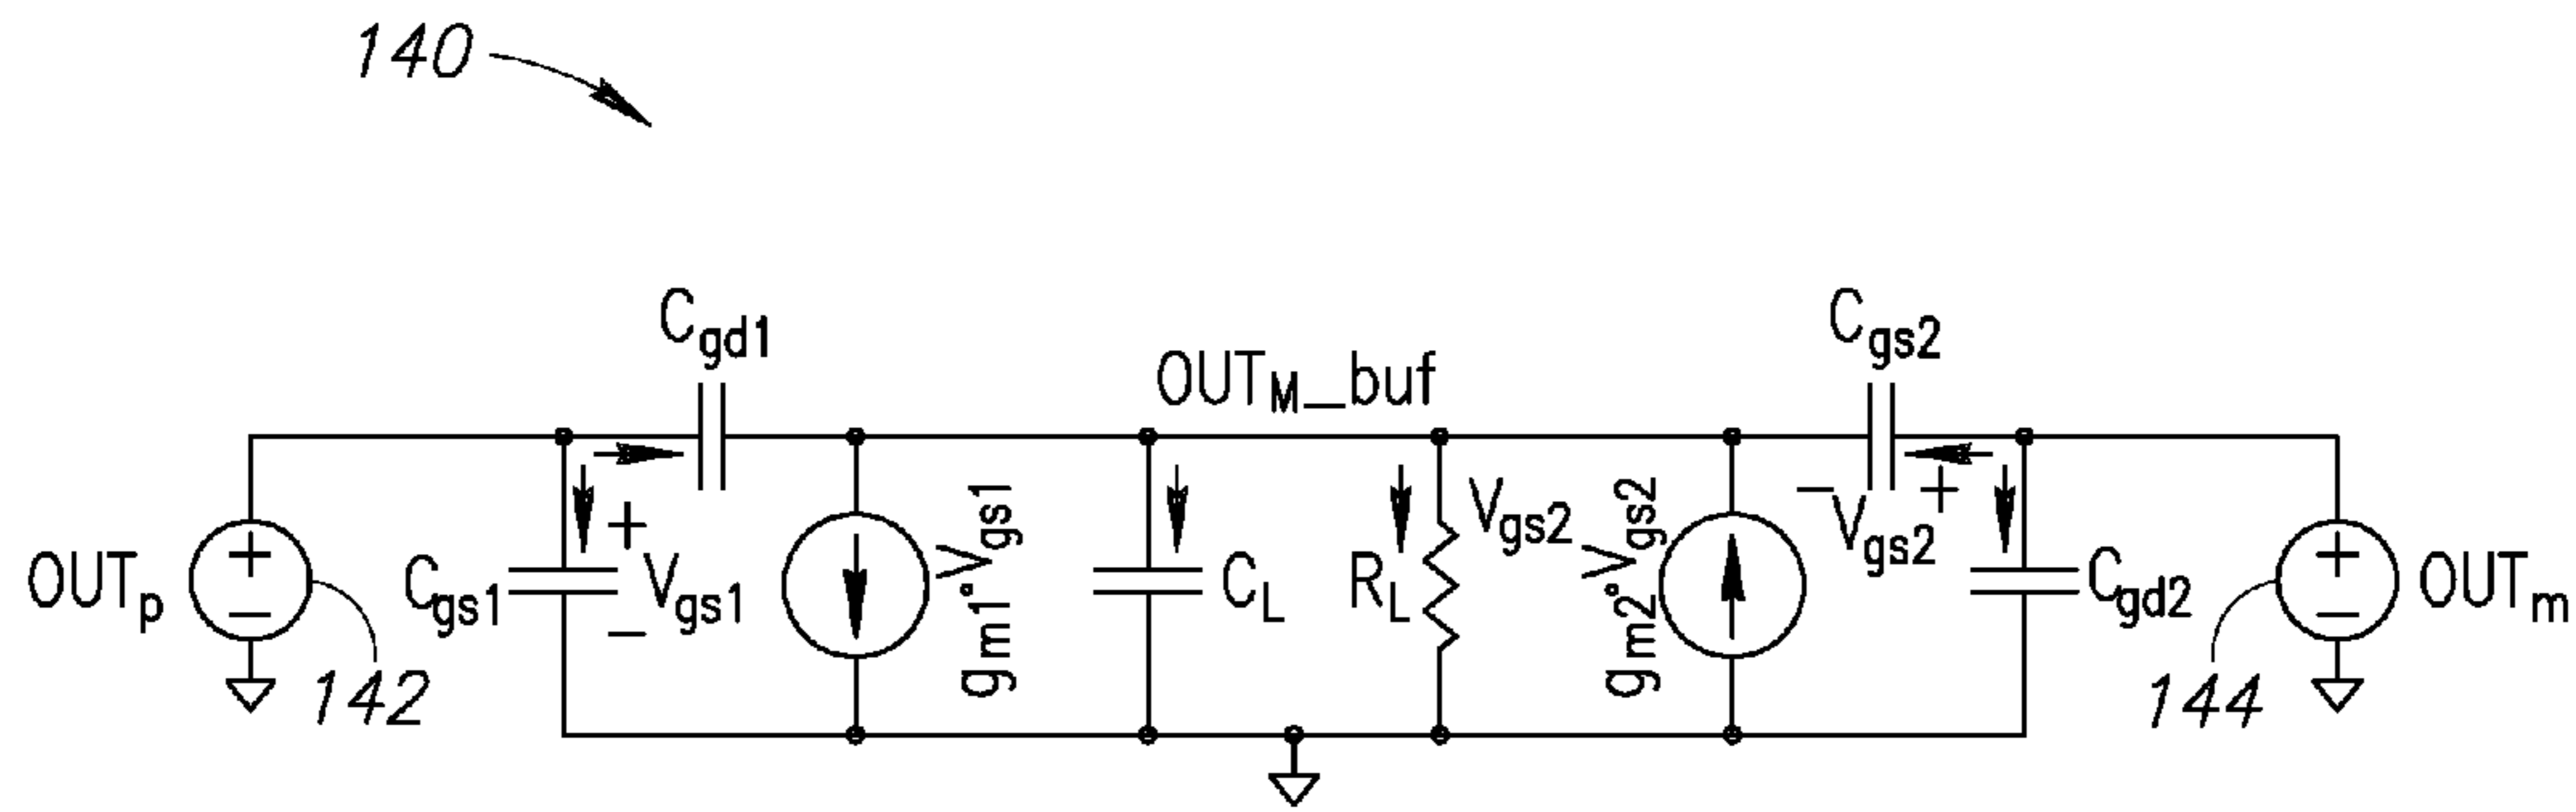 140
Cgd1
Cgs2
OUTM_buf
OUTp
+
−
142
Cgs1
+
Vgs1
−
gm1·Vgs1
CL
RL
Vgs2
gm2·Vgs2
− Vgs2 +
Cgd2
+
−
OUTm
144